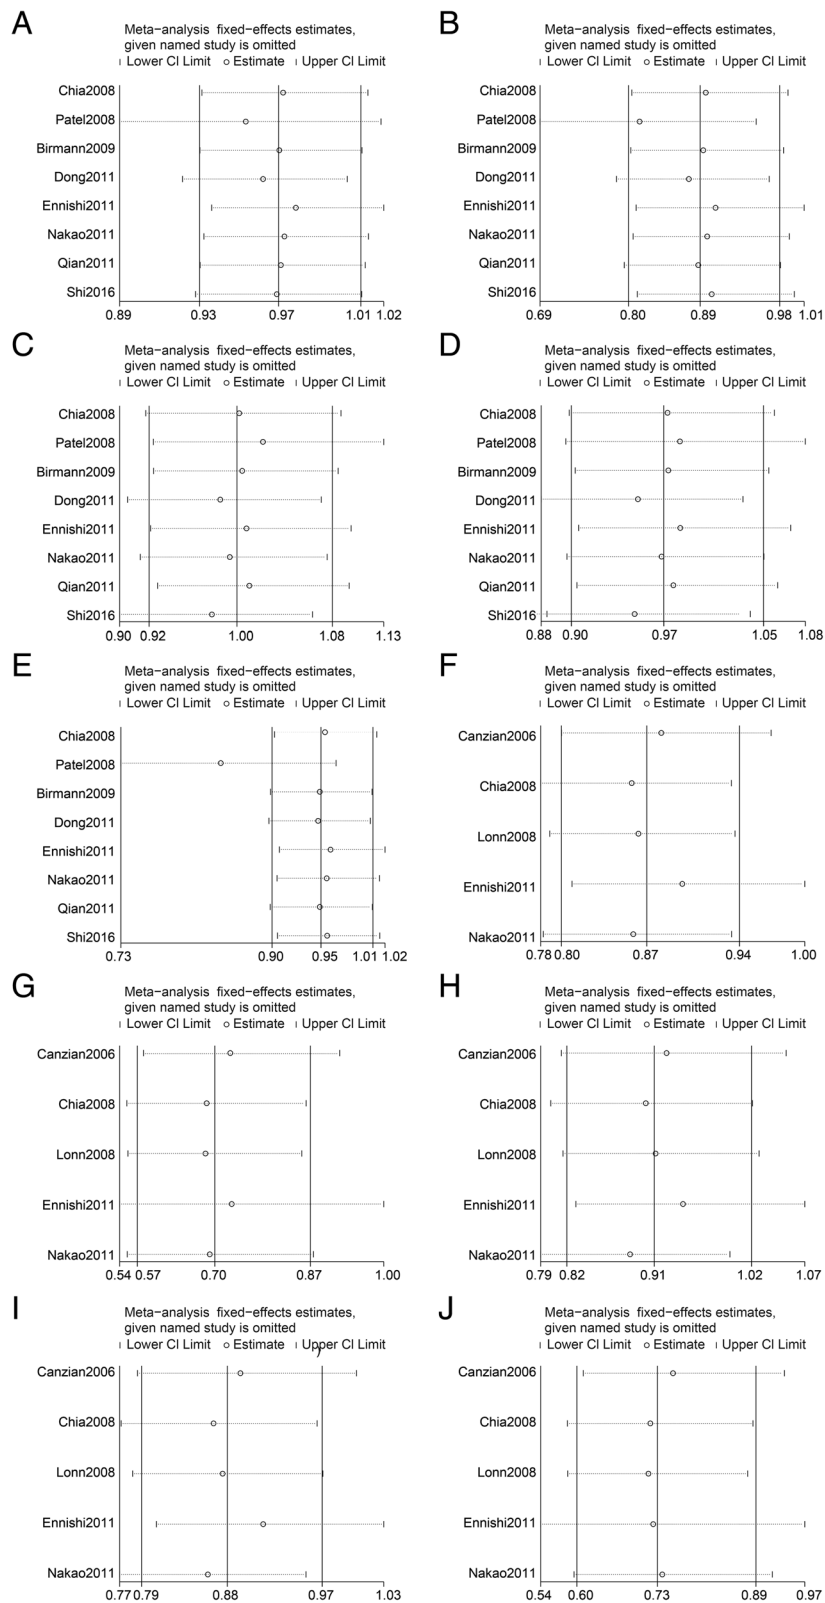 A
Meta-analysis fixed-effects estimates,
given named study is omitted
Lower CI Limit Estimate Upper CI Limit
Chia2008
Patel2008
Birmann2009
Dong2011
Ennishi2011
Nakao2011
Qian2011
Shi2016
0.89 0.93 0.97 1.01 1.02
B
Meta-analysis fixed-effects estimates,
given named study is omitted
Lower CI Limit Estimate Upper CI Limit
Chia2008
Patel2008
Birmann2009
Dong2011
Ennishi2011
Nakao2011
Qian2011
Shi2016
0.69 0.80 0.89 0.98 1.01
C
Meta-analysis fixed-effects estimates,
given named study is omitted
Lower CI Limit Estimate Upper CI Limit
Chia2008
Patel2008
Birmann2009
Dong2011
Ennishi2011
Nakao2011
Qian2011
Shi2016
0.90 0.92 1.00 1.08 1.13
D
Meta-analysis fixed-effects estimates,
given named study is omitted
Lower CI Limit Estimate Upper CI Limit
Chia2008
Patel2008
Birmann2009
Dong2011
Ennishi2011
Nakao2011
Qian2011
Shi2016
0.88 0.90 0.97 1.05 1.08
E
Meta-analysis fixed-effects estimates,
given named study is omitted
Lower CI Limit Estimate Upper CI Limit
Chia2008
Patel2008
Birmann2009
Dong2011
Ennishi2011
Nakao2011
Qian2011
Shi2016
0.73 0.90 0.95 1.01 1.02
F
Meta-analysis fixed-effects estimates,
given named study is omitted
Lower CI Limit Estimate Upper CI Limit
Canzian2006
Chia2008
Lonn2008
Ennishi2011
Nakao2011
0.78 0.80 0.87 0.94 1.00
G
Meta-analysis fixed-effects estimates,
given named study is omitted
Lower CI Limit Estimate Upper CI Limit
Canzian2006
Chia2008
Lonn2008
Ennishi2011
Nakao2011
0.54 0.57 0.70 0.87 1.00
H
Meta-analysis fixed-effects estimates,
given named study is omitted
Lower CI Limit Estimate Upper CI Limit
Canzian2006
Chia2008
Lonn2008
Ennishi2011
Nakao2011
0.79 0.82 0.91 1.02 1.07
I
Meta-analysis fixed-effects estimates,
given named study is omitted
Lower CI Limit Estimate Upper CI Limit
Canzian2006
Chia2008
Lonn2008
Ennishi2011
Nakao2011
0.77 0.79 0.88 0.97 1.03
J
Meta-analysis fixed-effects estimates,
given named study is omitted
Lower CI Limit Estimate Upper CI Limit
Canzian2006
Chia2008
Lonn2008
Ennishi2011
Nakao2011
0.54 0.60 0.73 0.89 0.97